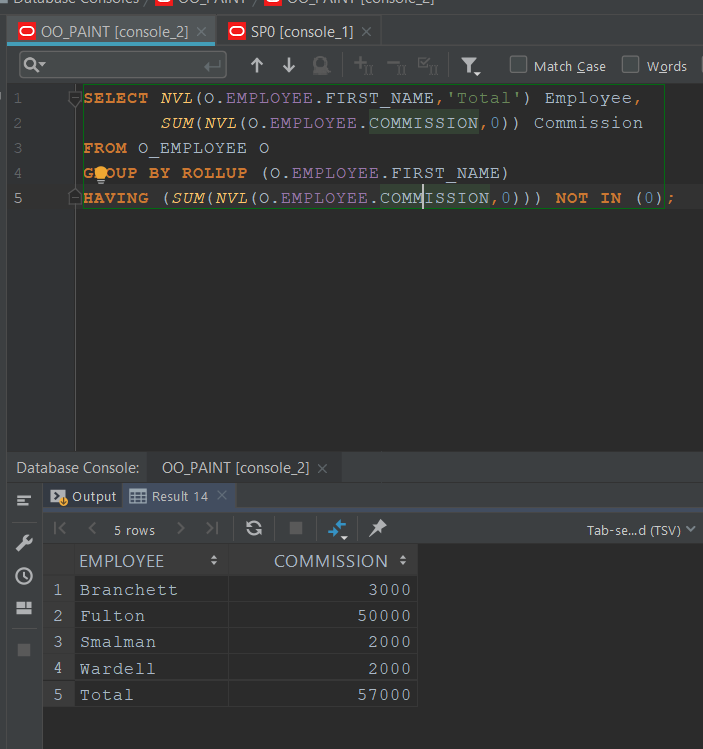 Database Consoles OO_PAINT OO_PAINT [console_2]
OO_PAINT [console_2] SP0 [console_1]
Match Case Words
1 SELECT NVL(O.EMPLOYEE.FIRST_NAME,'Total') Employee,
2 SUM(NVL(O.EMPLOYEE.COMMISSION,0)) Commission
3 FROM O_EMPLOYEE O
4 GROUP BY ROLLUP (O.EMPLOYEE.FIRST_NAME)
5 HAVING (SUM(NVL(O.EMPLOYEE.COMMISSION,0))) NOT IN (0);
Database Console: OO_PAINT [console_2]
Output Result 14
5 rows Tab-se...d (TSV)
EMPLOYEE COMMISSION
1 Branchett 3000
2 Fulton 50000
3 Smalman 2000
4 Wardell 2000
5 Total 57000